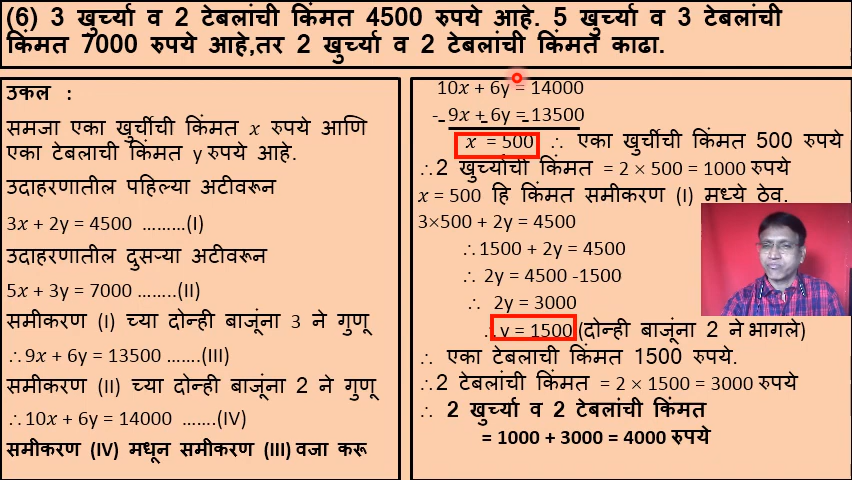 (6) 3 खुर्च्या व 2 टेबलांची किंमत 4500 रुपये आहे. 5 खुर्च्या व 3 टेबलांची
किंमत 7000 रुपये आहे,तर 2 खुर्च्या व 2 टेबलांची किंमत काढा.
उकल :
समजा एका खुर्चीची किंमत x रुपये आणि
एका टेबलाची किंमत y रुपये आहे.
उदाहरणातील पहिल्या अटीवरून
3x + 2y = 4500 ………(I)
उदाहरणातील दुसऱ्या अटीवरून
5x + 3y = 7000 ……..(II)
समीकरण (I) च्या दोन्ही बाजूंना 3 ने गुणू
∴9x + 6y = 13500 …….(III)
समीकरण (II) च्या दोन्ही बाजूंना 2 ने गुणू
∴10x + 6y = 14000 …….(IV)
समीकरण (IV) मधून समीकरण (III) वजा करू
10x + 6y = 14000
- 9x + 6y = 13500
x = 500 ∴ एका खुर्चीची किंमत 500 रुपये
∴2 खुर्च्यांची किंमत = 2 × 500 = 1000 रुपये
x = 500 हि किंमत समीकरण (I) मध्ये ठेवू.
3×500 + 2y = 4500
∴1500 + 2y = 4500
∴ 2y = 4500 -1500
∴ 2y = 3000
∴ y = 1500 (दोन्ही बाजूंना 2 ने भागले)
∴ एका टेबलाची किंमत 1500 रुपये.
∴2 टेबलांची किंमत = 2 × 1500 = 3000 रुपये
∴ 2 खुर्च्या व 2 टेबलांची किंमत
= 1000 + 3000 = 4000 रुपये